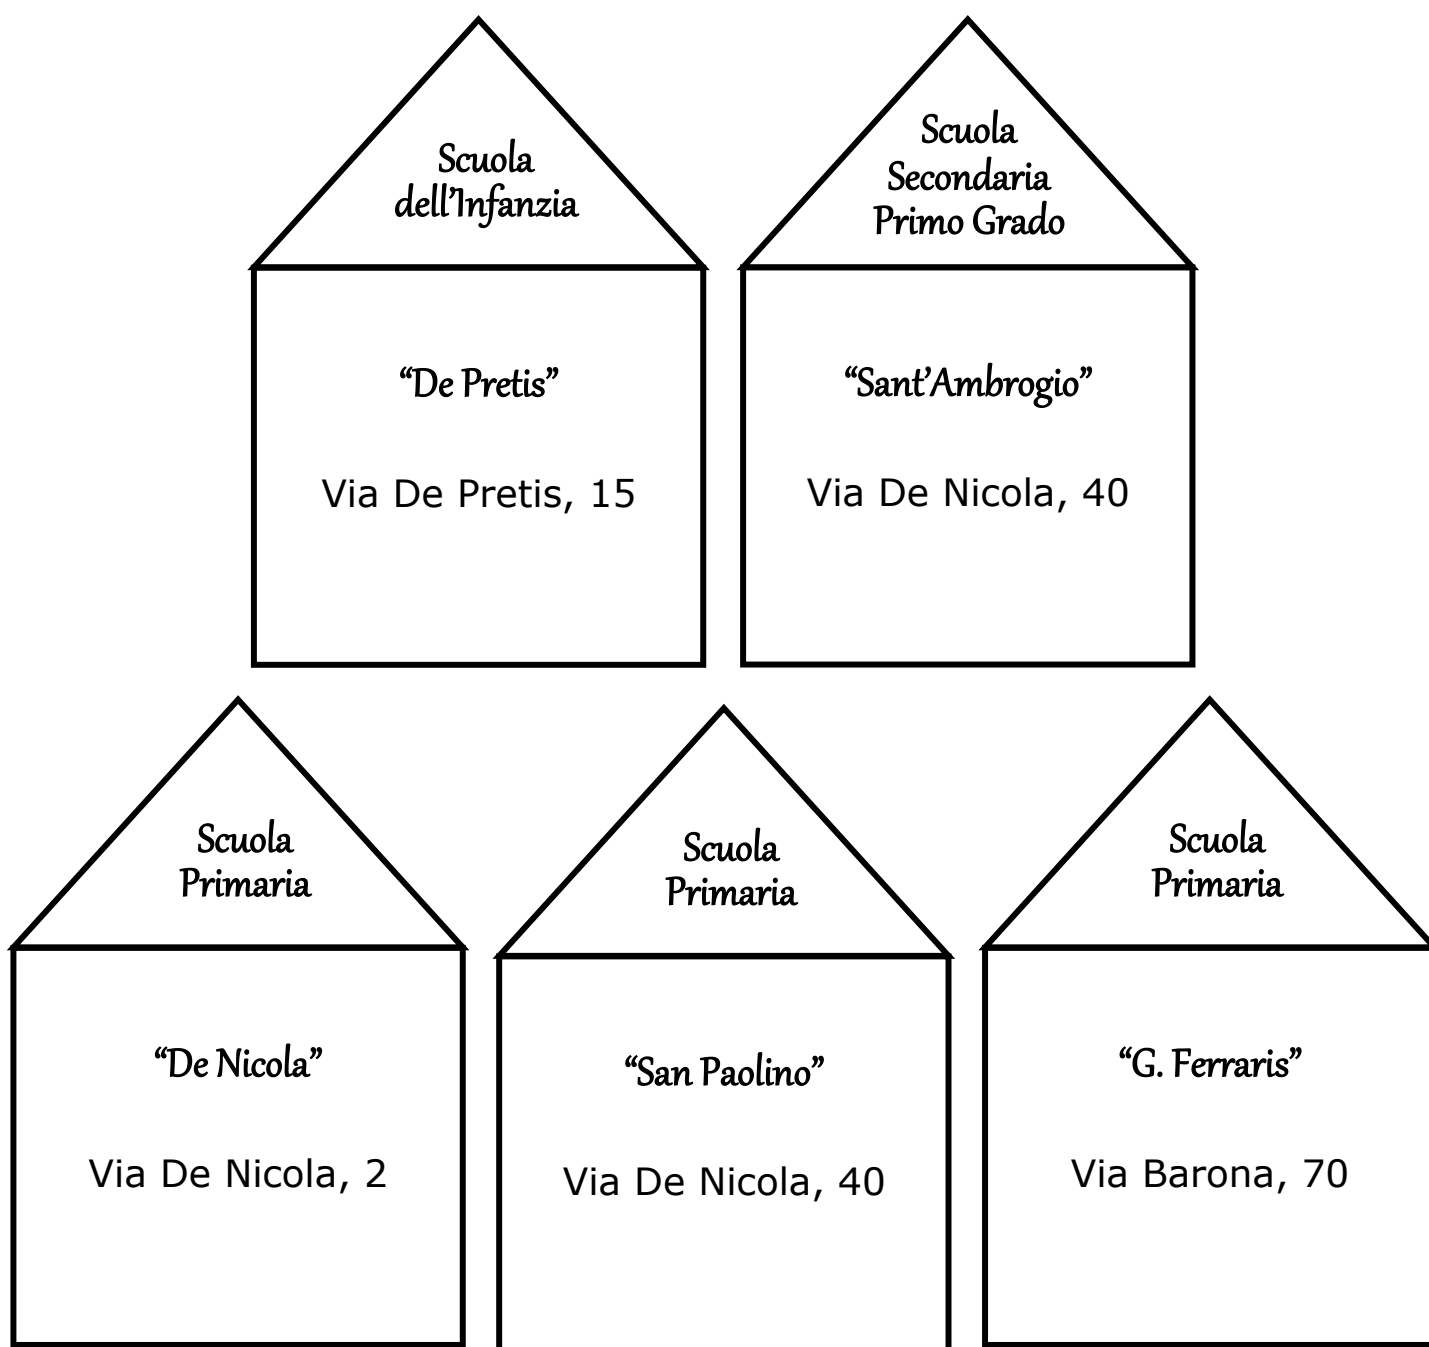 Scuola
dell'Infanzia
"De Pretis"
Via De Pretis, 15
Scuola
Secondaria
Primo Grado
"Sant'Ambrogio"
Via De Nicola, 40
Scuola
Primaria
"De Nicola"
Via De Nicola, 2
Scuola
Primaria
"San Paolino"
Via De Nicola, 40
Scuola
Primaria
"G. Ferraris"
Via Barona, 70